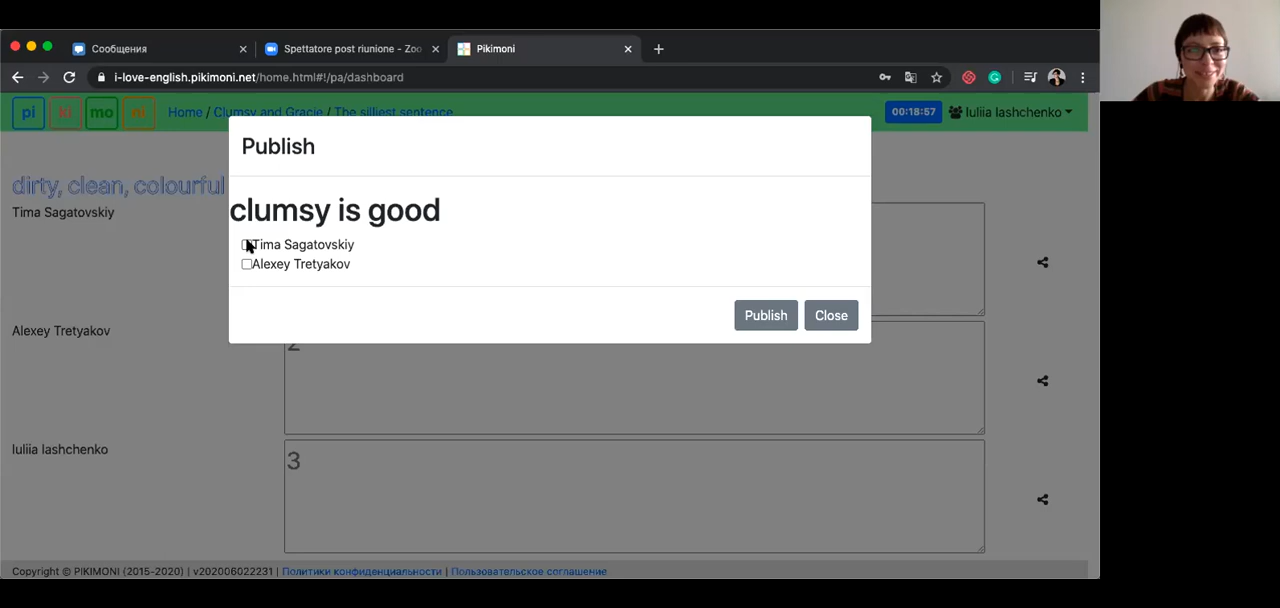 Сообщения
Spettatore post riunione - Zoo
Pikimoni
i-love-english.pikimoni.net/home.html#!/pa/dashboard
pi ki mo ni Home / Clumsy and Gracie / The silliest sentence 00:18:57 Iuliia Iashchenko
Publish
dirty, clean, colourful
clumsy is good
Tima Sagatovskiy
Tima Sagatovskiy
Alexey Tretyakov
Publish Close
Alexey Tretyakov
2
Iuliia Iashchenko
3
Copyright © PIKIMONI (2015-2020) | v202006022231 | Политики конфиденциальности | Пользовательское соглашение